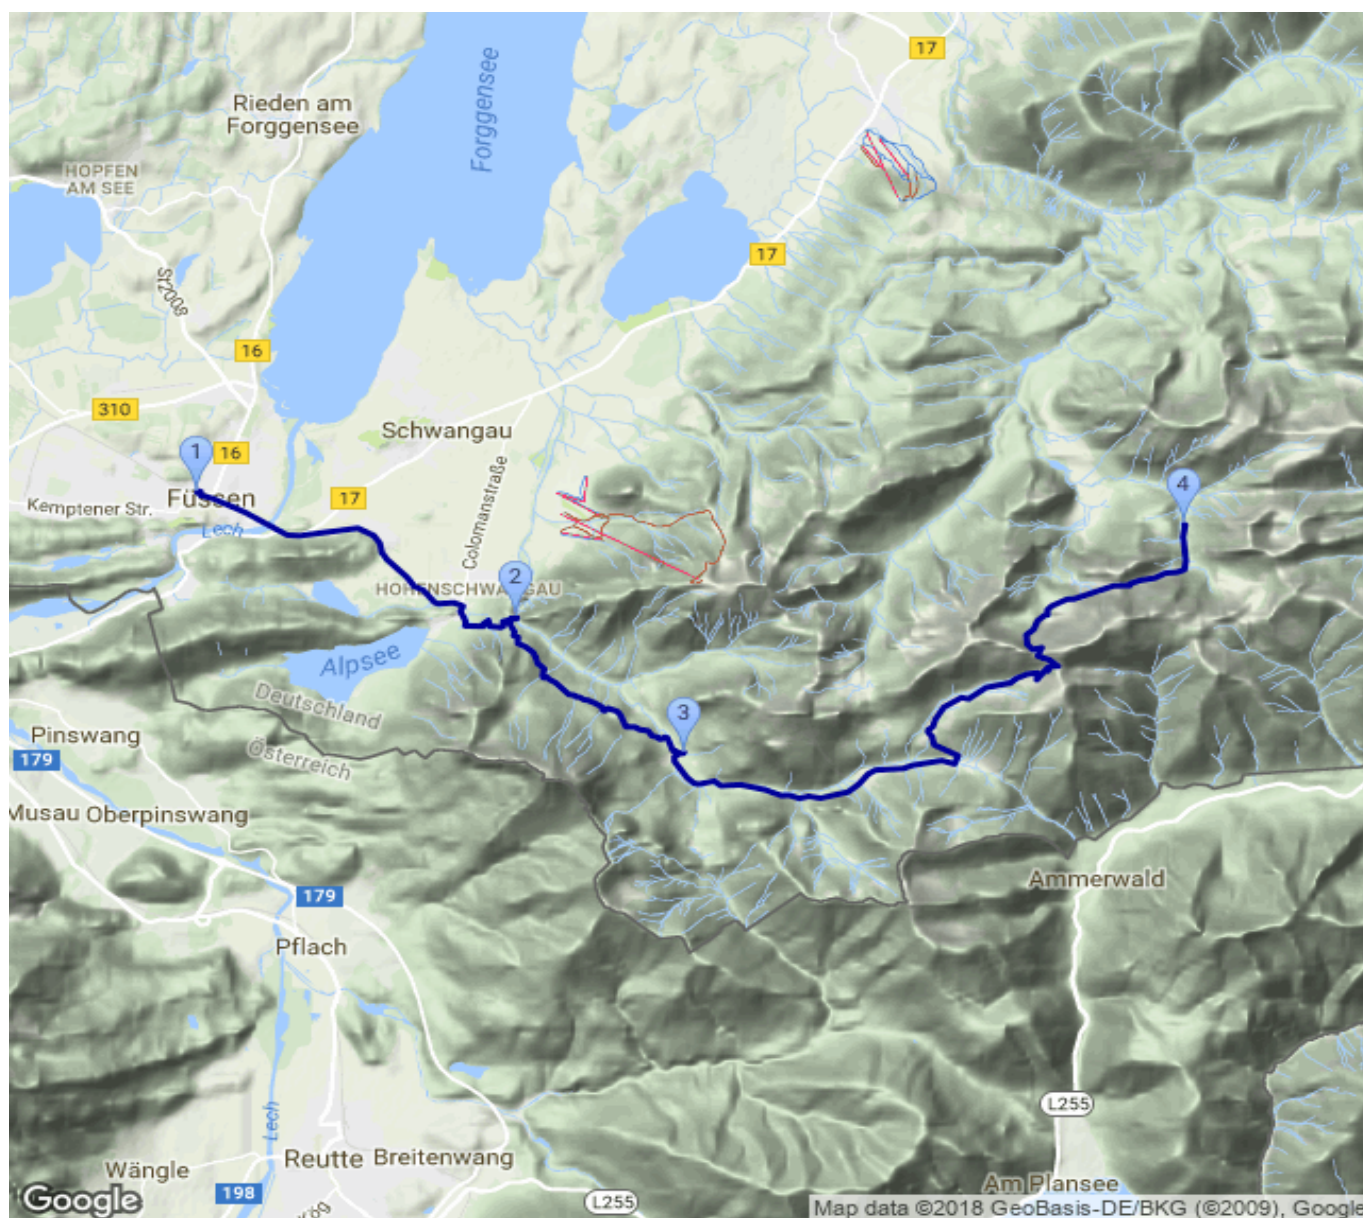 17
Rieden am
Forggensee
Forggensee
HOPFEN
AM SEE
17
St2008
16
310
Schwangau
1
16
Füssen
Kemptener Str.
17
Lech
Colomanstraße
4
2
HOHENSCHWANGAU
Alpsee
Deutschland
3
Österreich
Pinswang
179
Musau
Oberpinswang
179
Ammerwald
Pflach
L255
Lech
Reutte
Breitenwang
Wängle
198
Kög
L255
Am Plansee
Google
Map data ©2018 GeoBasis-DE/BKG (©2009), Google